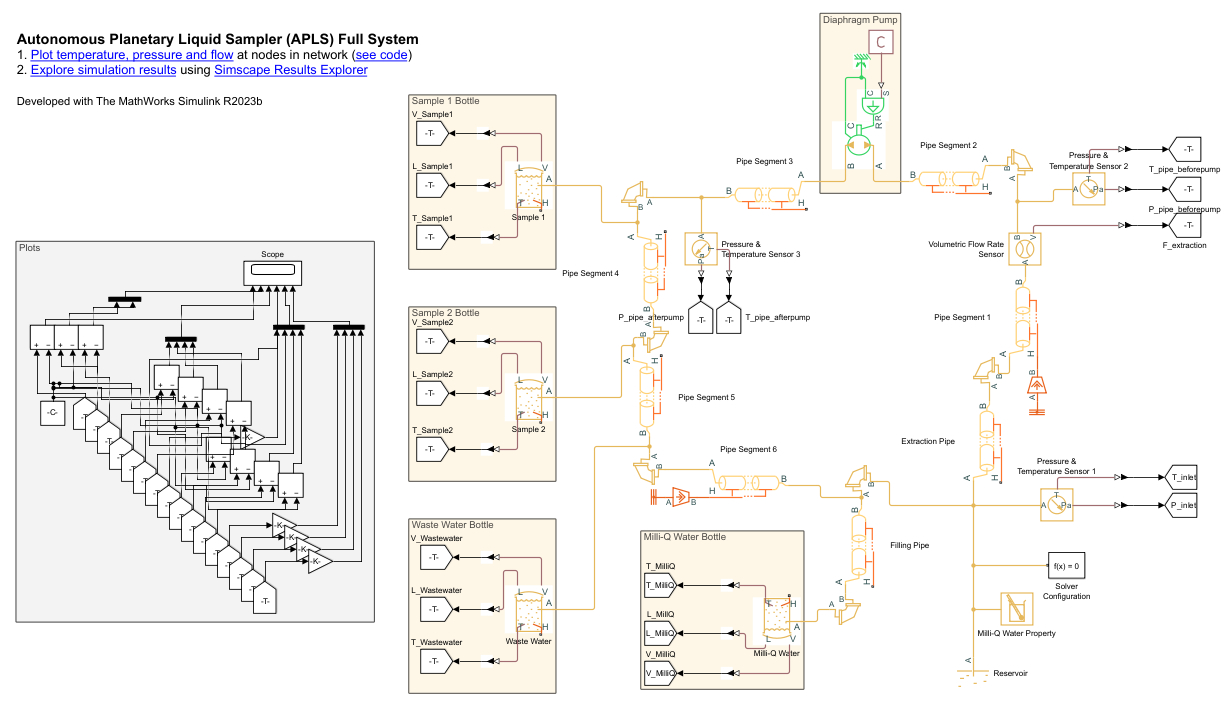 Autonomous Planetary Liquid Sampler (APLS) Full System
1. Plot temperature, pressure and flow at nodes in network (see code)
2. Explore simulation results using Simscape Results Explorer
Developed with The MathWorks Simulink R2023b
Diaphragm Pump
C
C
S
C
R R
B
A
Sample 1 Bottle
V_Sample1
-T-
L_Sample1
-T-
T_Sample1
-T-
L
V
A
T
H
Sample 1
Pipe Segment 3
B
A
H
Pipe Segment 2
B
A
H
A
B
Pressure &
Temperature Sensor 2
T
A
Pa
-T-
T_pipe_beforepump
-T-
P_pipe_beforepump
-T-
F_extraction
Volumetric Flow Rate
Sensor
B
V
A
Pressure &
Temperature Sensor 3
A
T
Pa
-T-
-T-
P_pipe_afterpump
T_pipe_afterpump
B
A
Pipe Segment 4
A
H
B
Plots
Scope
-C-
-K-
-K-
-K-
-K-
-K-
-T-
Sample 2 Bottle
V_Sample2
-T-
L_Sample2
-T-
T_Sample2
-T-
L
V
A
T
H
Sample 2
A
B
A
H
Pipe Segment 5
B
Pipe Segment 1
B
H
A
B
A
B
A
Extraction Pipe
B
A
H
A
B
Pipe Segment 6
A
B
H
A
B
Pressure &
Temperature Sensor 1
T
A
Pa
T_inlet
P_inlet
Waste Water Bottle
V_Wastewater
-T-
L_Wastewater
-T-
T_Wastewater
-T-
L
V
A
T
H
Waste Water
Milli-Q Water Bottle
T_MilliQ
T_MilliQ
L_MillQ
L_MilliQ
V_MilliQ
V_MilliQ
T
H
A
L
V
Milli-Q Water
B
A
B
Filling Pipe
A
H
A
B
f(x) = 0
Solver
Configuration
Milli-Q Water Property
A
Reservoir